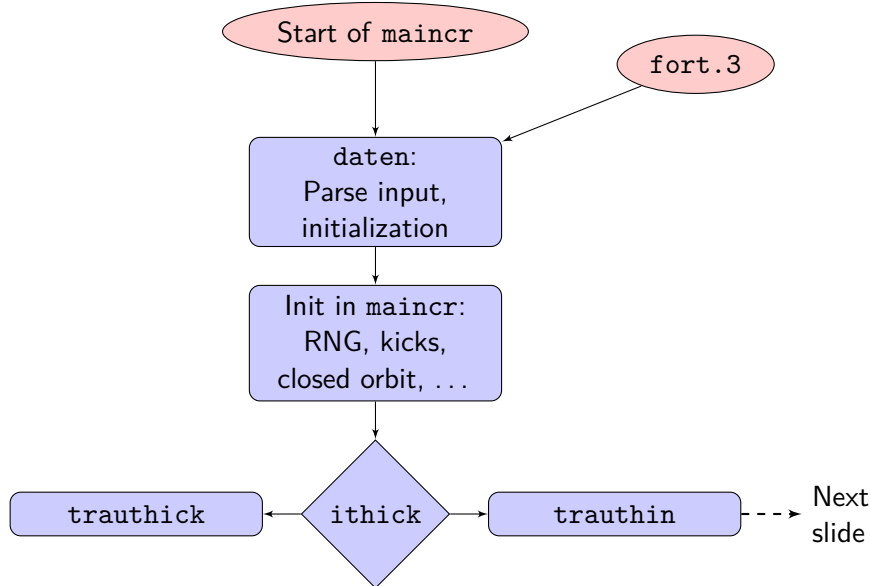 Start of maincr
fort.3
daten:
Parse input,
initialization
Init in maincr:
RNG, kicks,
closed orbit, ...
trauthick
ithick
trauthin
Next
slide